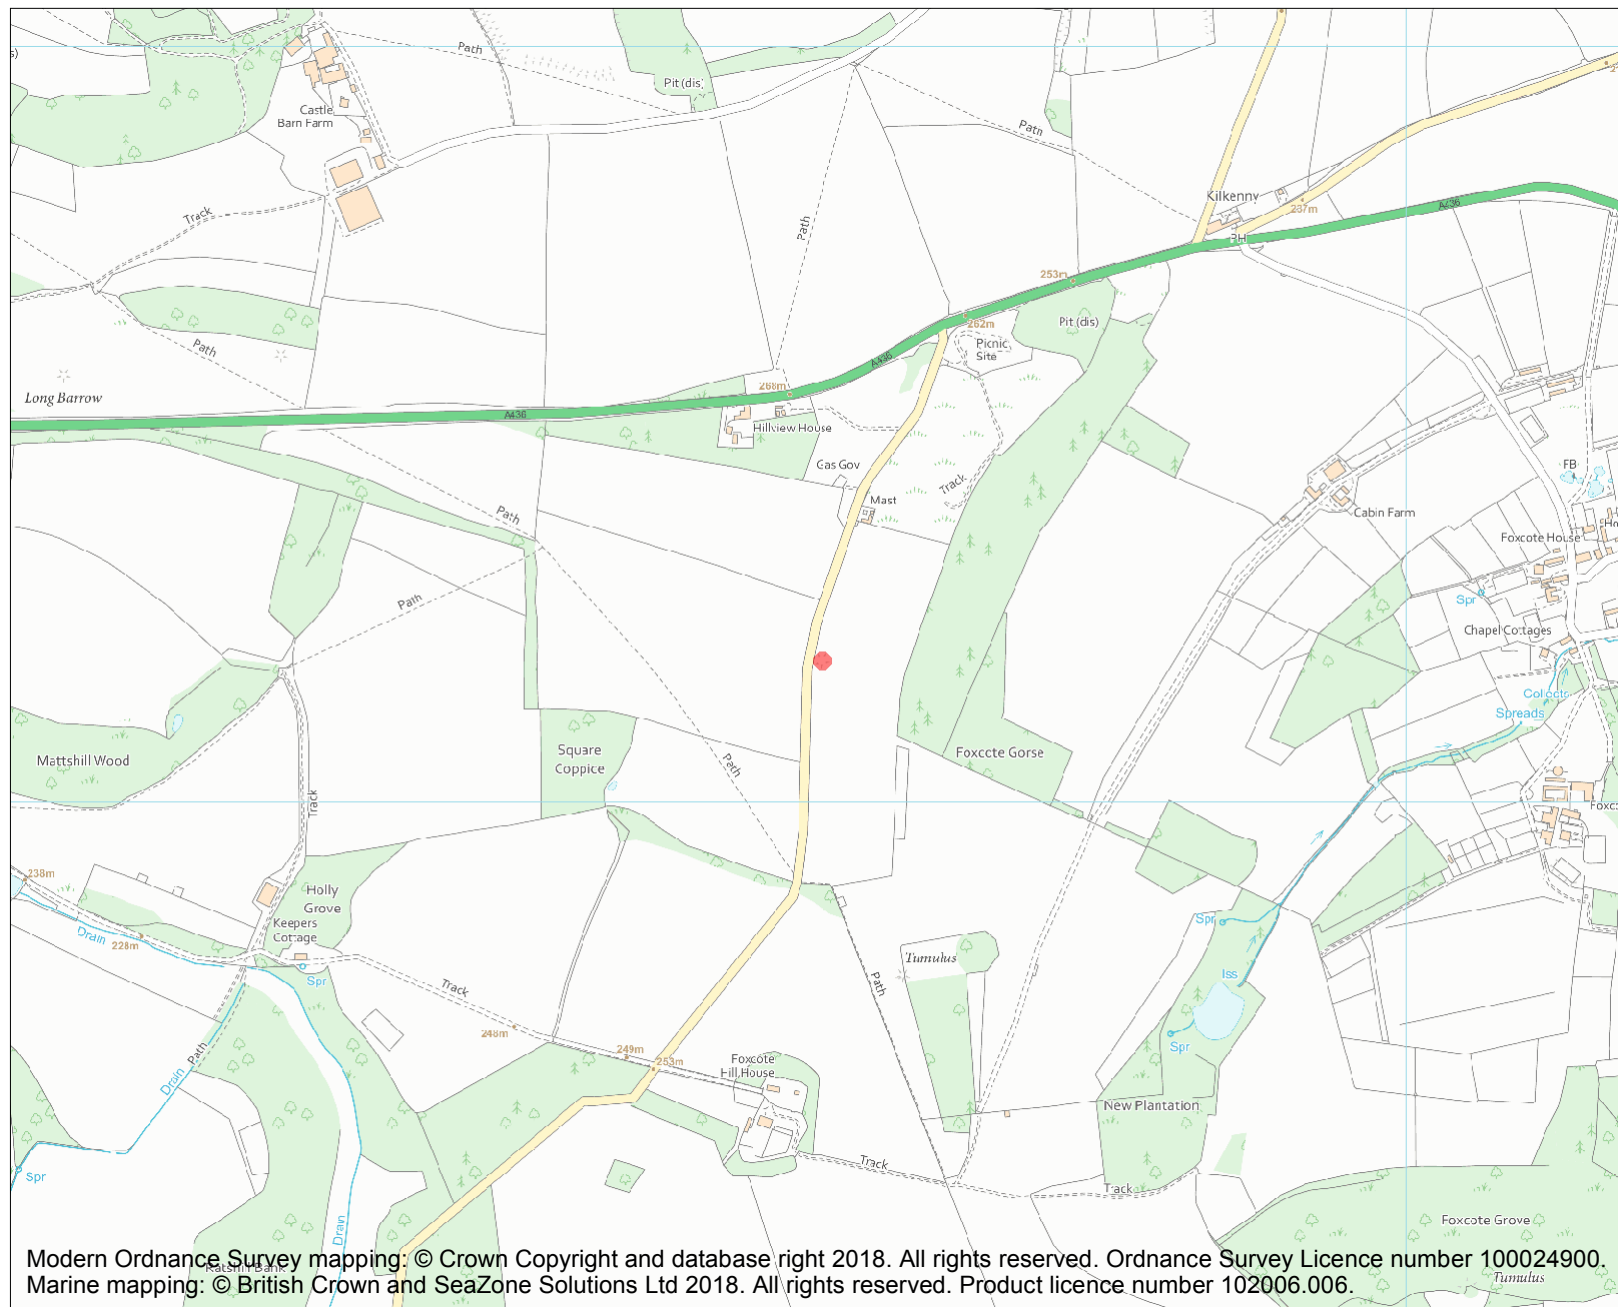 s)
Path
Pit (dis)
Castle
Barn Farm
Path
Kilkenny
Track
237m
A436
PH
Path
253m
262m
Pit (dis)
Picnic
Site
Path
A436
268m
Long Barrow
A436
Hillview House
Gas Gov
FB
Track
Mast
Path
Cabin Farm
Foxcote House
Ho
Spr
Path
Chapel Cottages
Collects
Spreads
Mattshill Wood
Square
Coppice
Path
Foxcote Gorse
Track
Foxc
238m
Holly
Grove
Keepers
Cottage
Drain
228m
Spr
Spr
Tumulus
Iss
Track
Path
248m
Spr
Path
249m
253m
Foxcote
Hill House
Drain
New Plantation
Spr
Track
Track
Drain
Foxcote Grove
Modern Ordnance Survey mapping: © Crown Copyright and database right 2018. All rights reserved. Ordnance Survey Licence number 100024900.
Ratshill Bank
Tumulus
Marine mapping: © British Crown and SeaZone Solutions Ltd 2018. All rights reserved. Product licence number 102006.006.